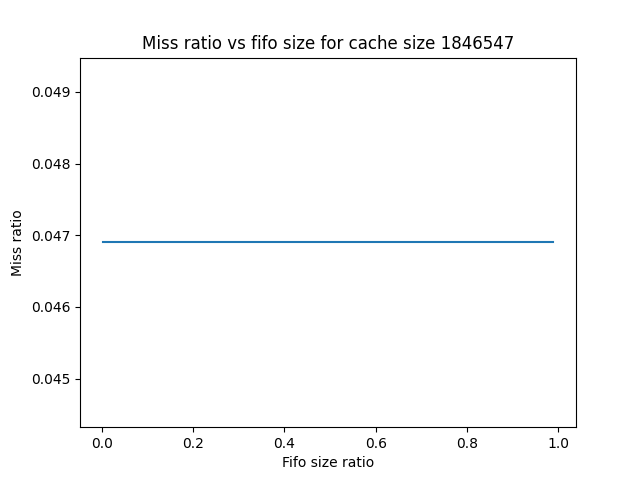 Miss ratio vs fifo size for cache size 1846547
0.049
0.048
0.047
0.046
0.045
Miss ratio
0.0 0.2 0.4 0.6 0.8 1.0
Fifo size ratio